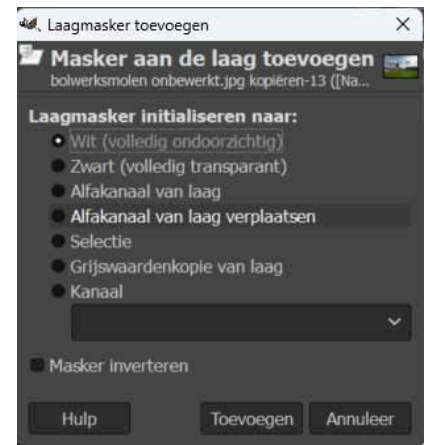 Laagmasker toevoegen
Masker aan de laag toevoegen
bolwerksmolen onbewerkt.jpg kopiëren-13 ([Na...
Laagmasker initialiseren naar:
Wit (volledig ondoorzichtig)
Zwart (volledig transparant)
Alfakanaal van laag
Alfakanaal van laag verplaatsen
Selectie
Grijswaardenkopie van laag
Kanaal
Masker inverteren
Hulp Toevoegen Annuleer